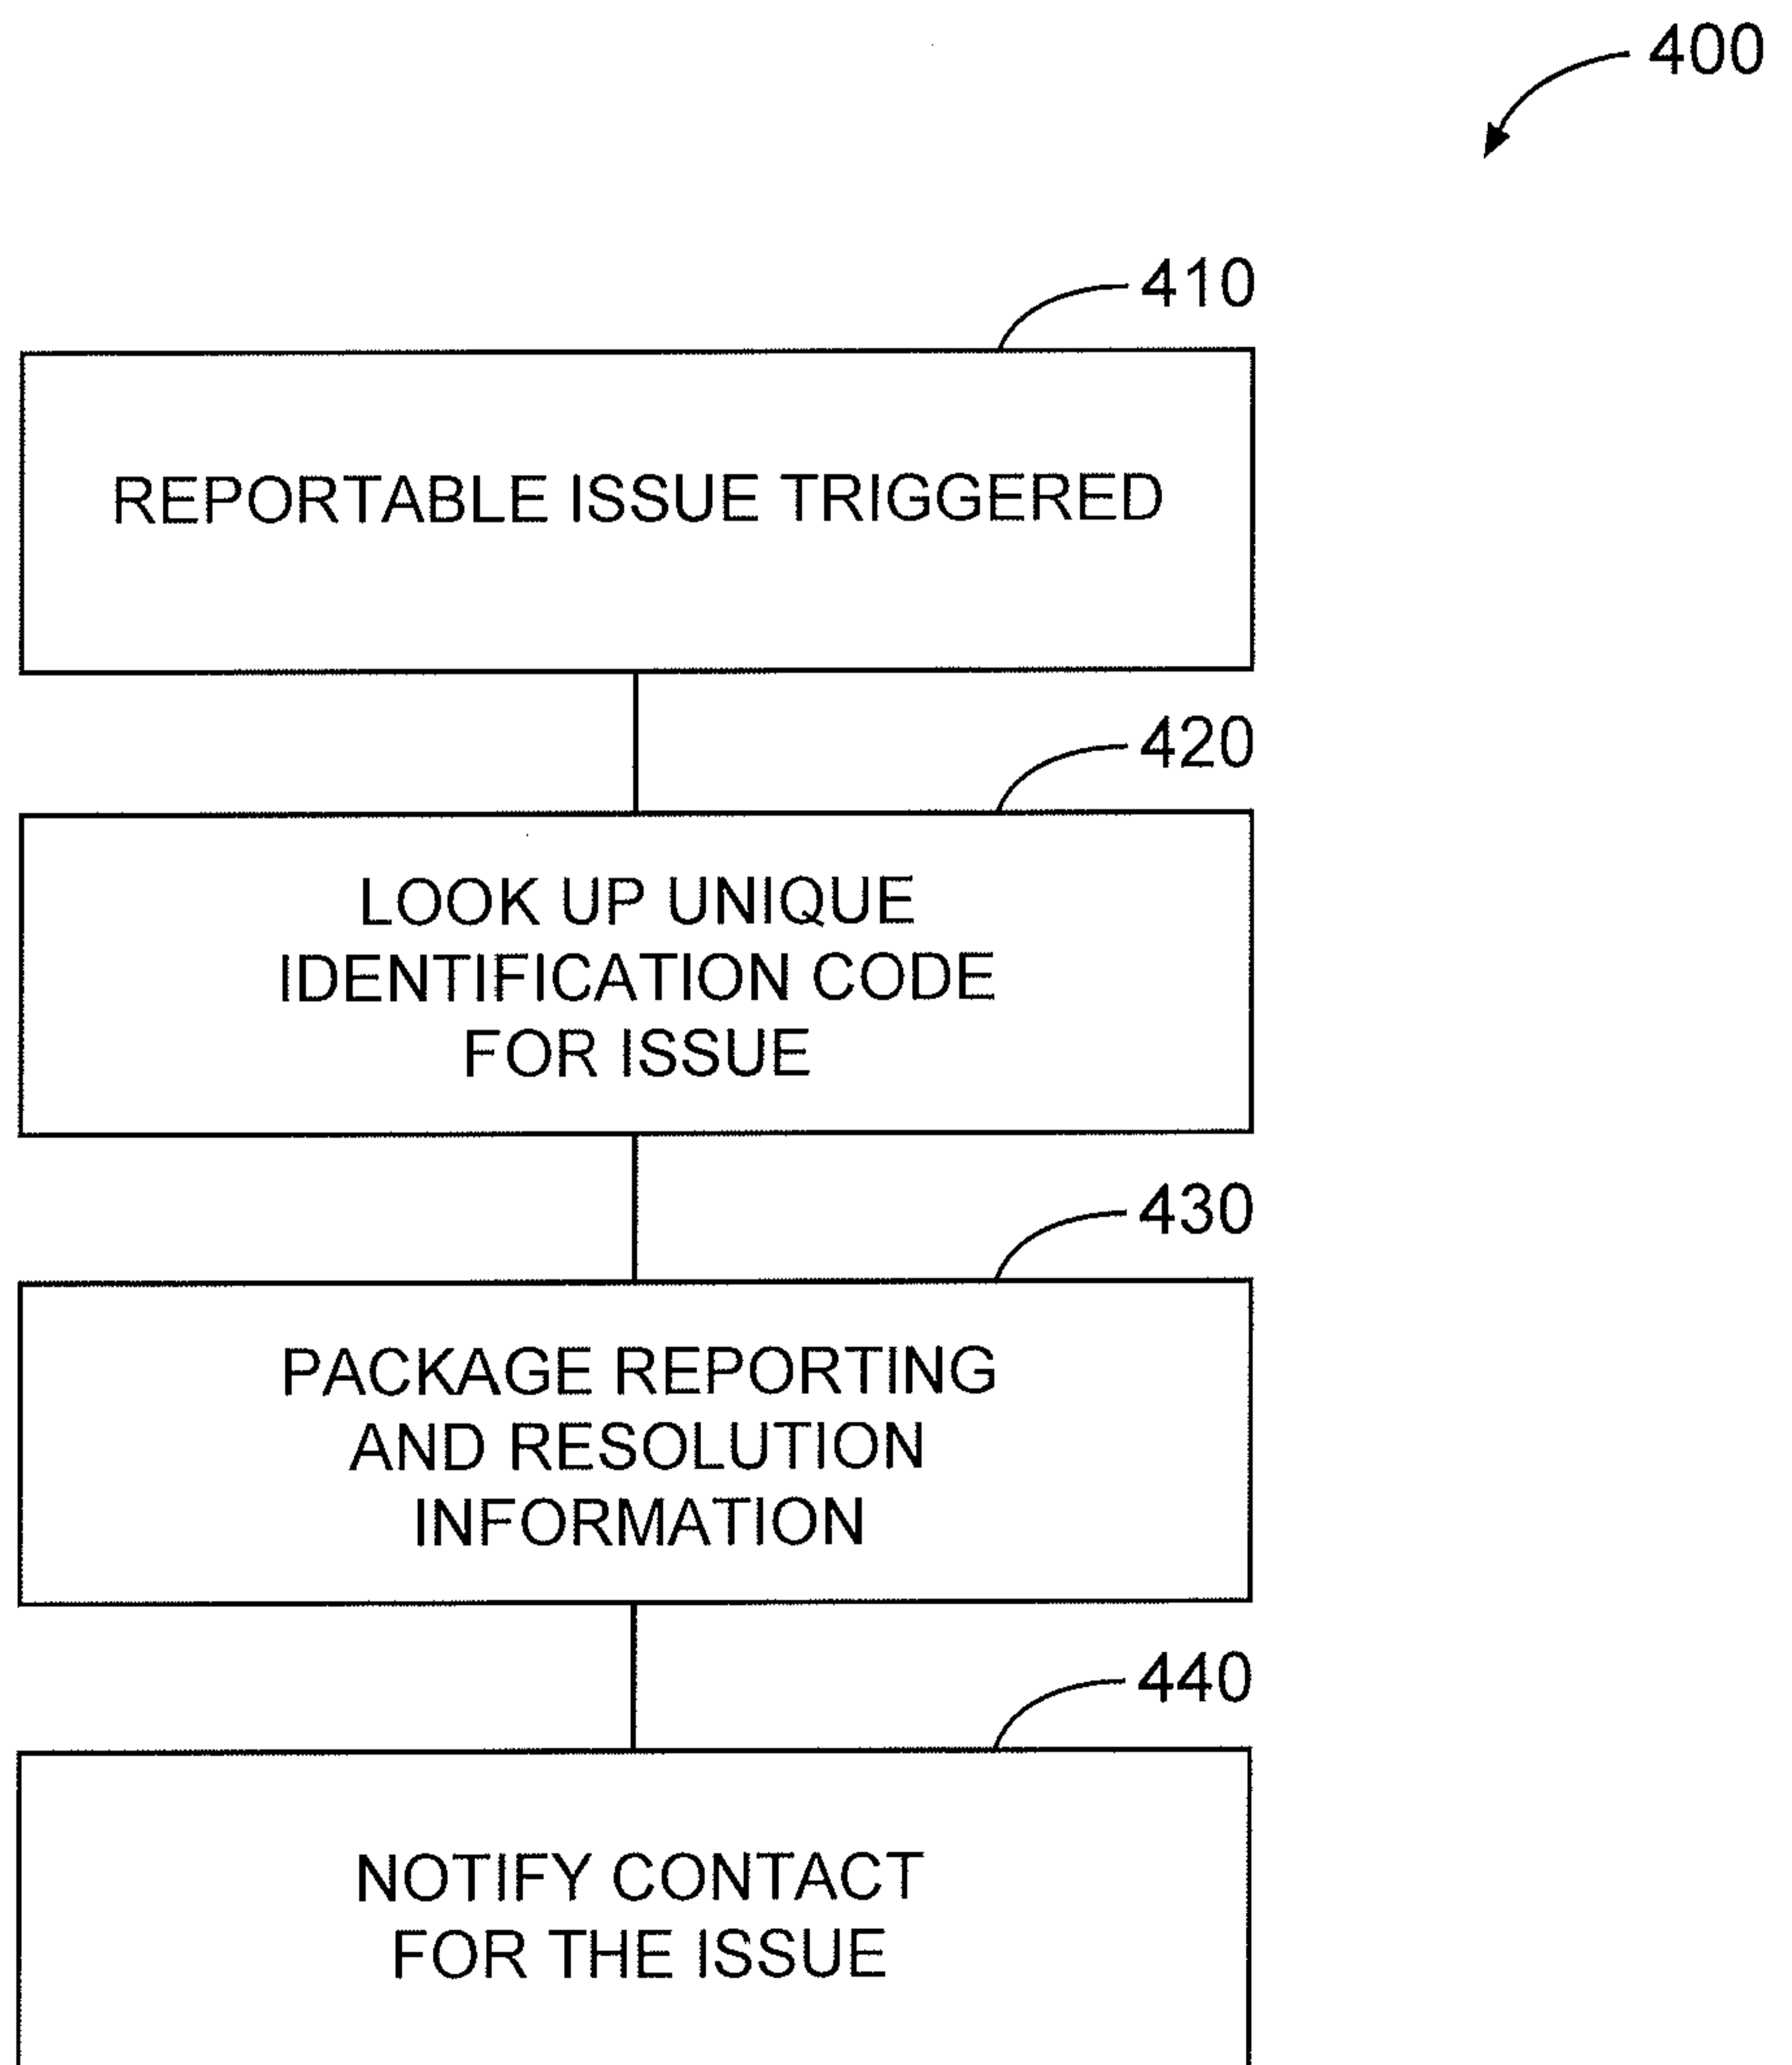 400
410
REPORTABLE ISSUE TRIGGERED
420
LOOK UP UNIQUE
IDENTIFICATION CODE
FOR ISSUE
430
PACKAGE REPORTING
AND RESOLUTION
INFORMATION
440
NOTIFY CONTACT
FOR THE ISSUE